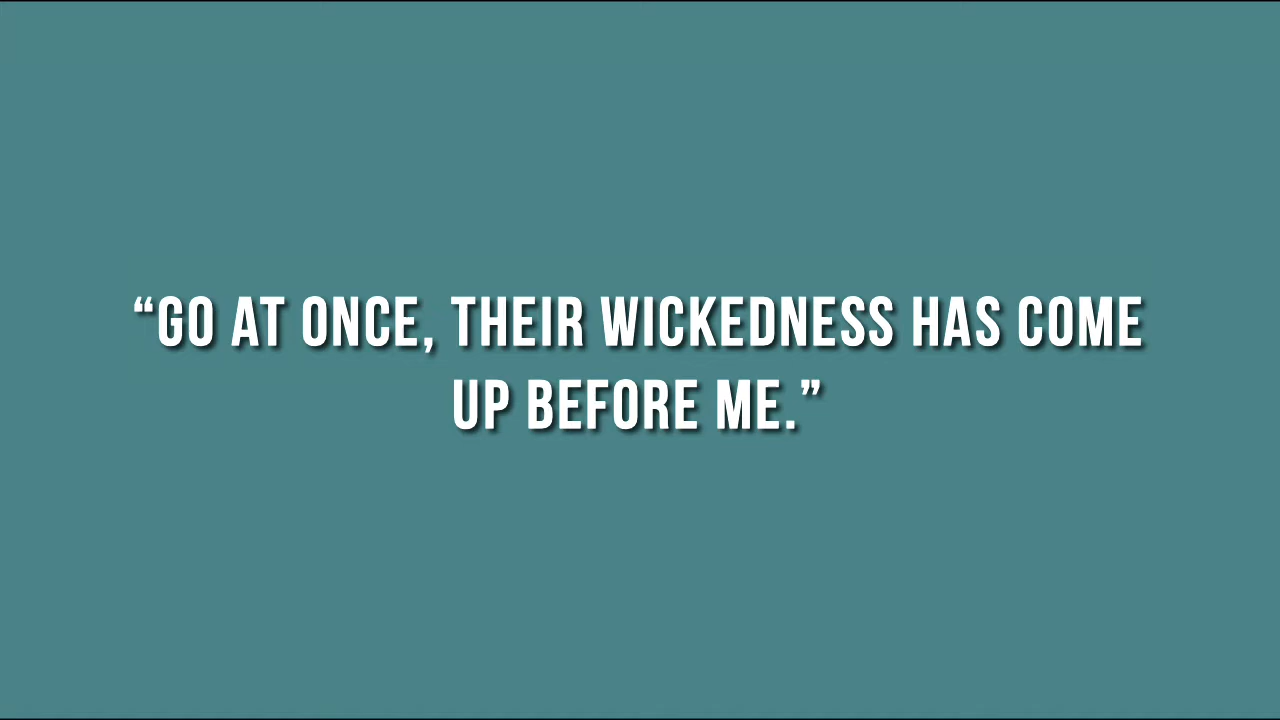 “GO AT ONCE, THEIR WICKEDNESS HAS COME
UP BEFORE ME.”